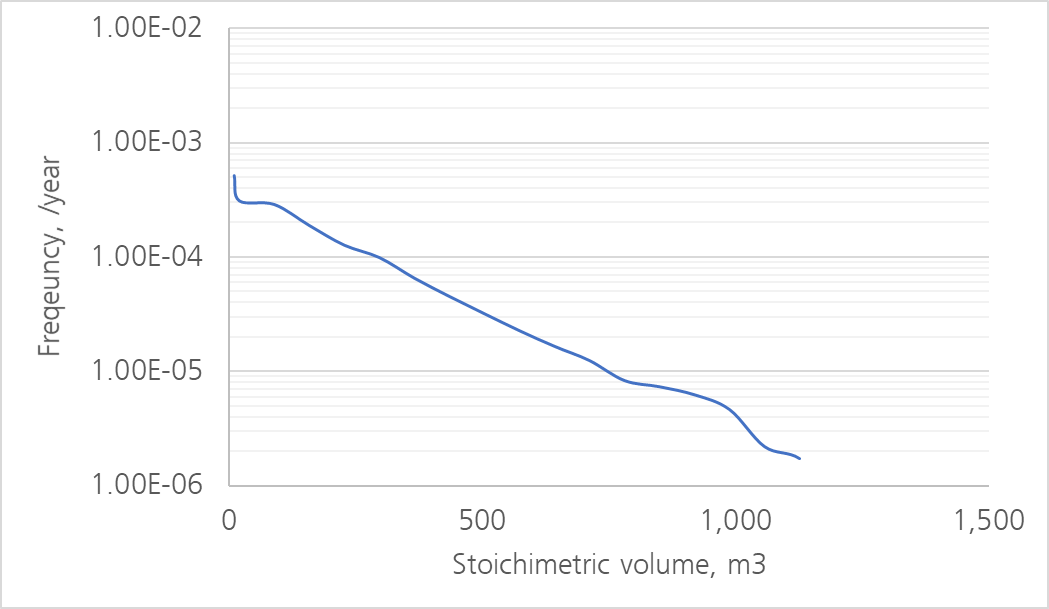 1.00E-02
1.00E-03
1.00E-04
1.00E-05
1.00E-06
Freqeuncy, /year
0 500 1,000 1,500
Stoichimetric volume, m3